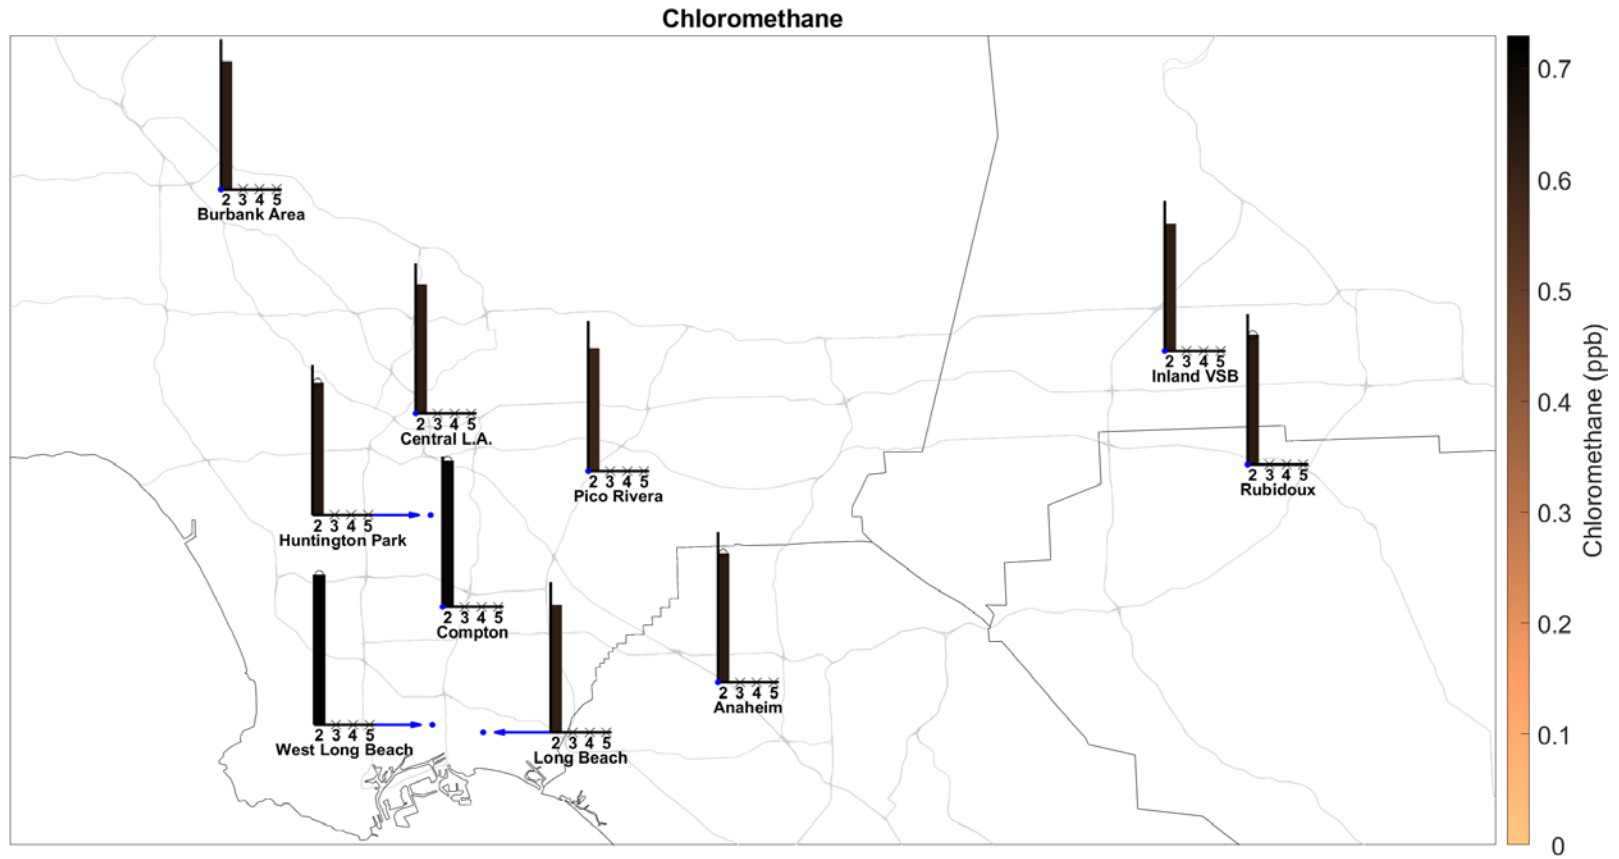 Chloromethane
2 3 4 5
Burbank Area
2 3 4 5
Inland VSB
2 3 4 5
Central L.A.
2 3 4 5
Pico Rivera
2 3 4 5
Rubidoux
2 3 4 5
Huntington Park
2 3 4 5
Compton
2 3 4 5
Anaheim
2 3 4 5
West Long Beach
2 3 4 5
Long Beach
0.7
0.6
0.5
0.4
0.3
0.2
0.1
0
Chloromethane (ppb)